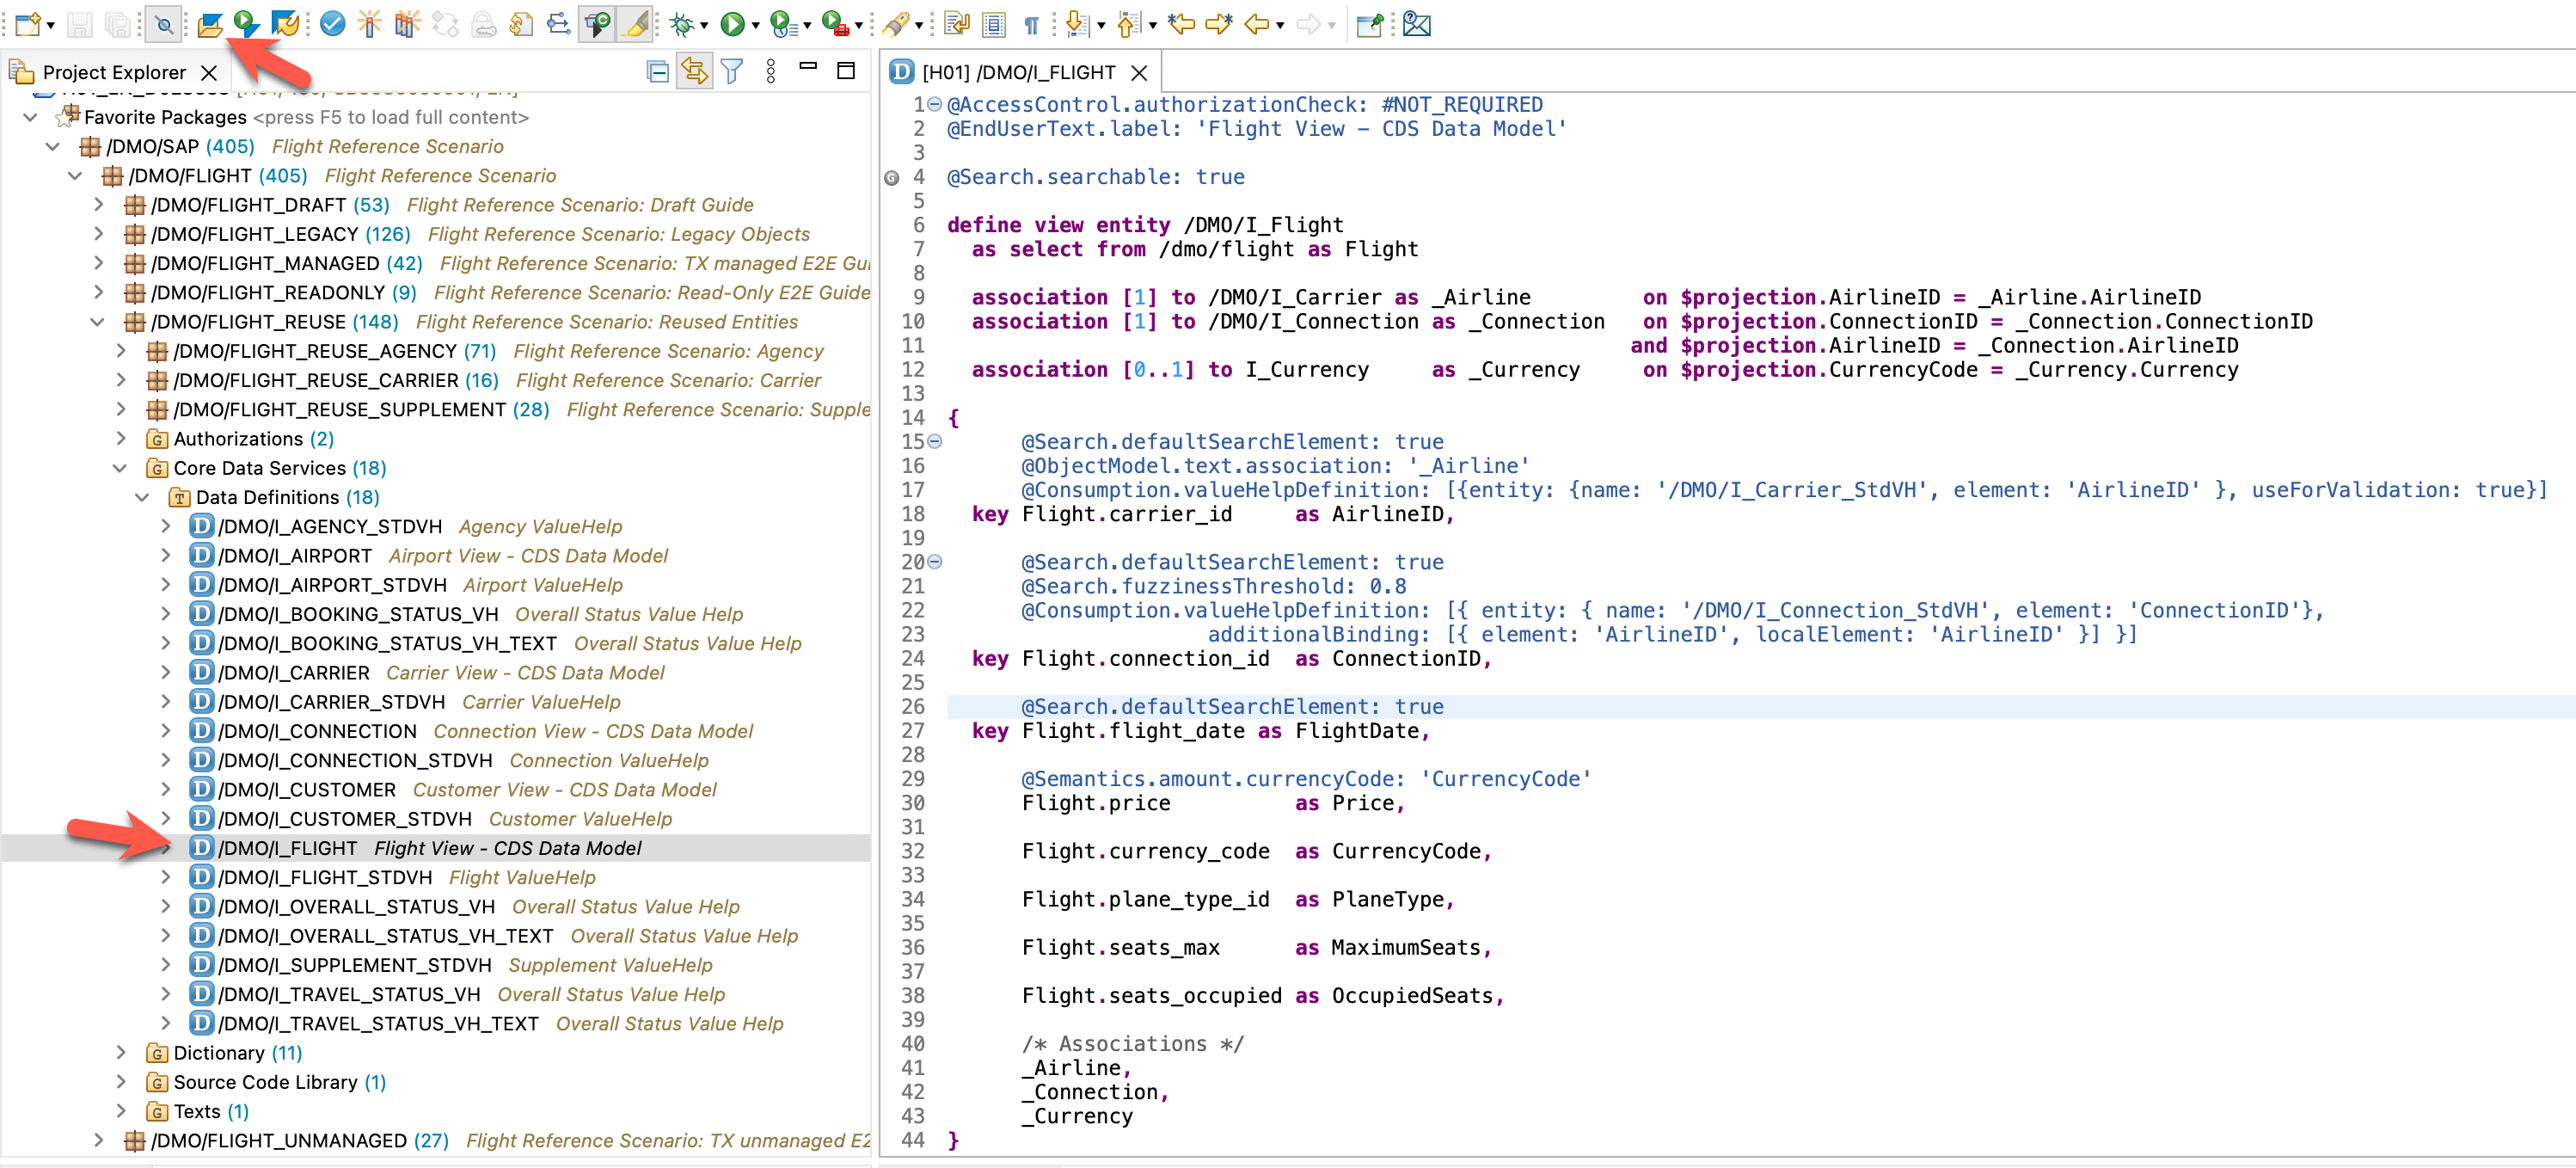 Project Explorer
Favorite Packages <press F5 to load full content>
/DMO/SAP (405) Flight Reference Scenario
/DMO/FLIGHT (405) Flight Reference Scenario
/DMO/FLIGHT_DRAFT (53) Flight Reference Scenario: Draft Guide
/DMO/FLIGHT_LEGACY (126) Flight Reference Scenario: Legacy Objects
/DMO/FLIGHT_MANAGED (42) Flight Reference Scenario: TX managed E2E Gui
/DMO/FLIGHT_READONLY (9) Flight Reference Scenario: Read-Only E2E Guide
/DMO/FLIGHT_REUSE (148) Flight Reference Scenario: Reused Entities
/DMO/FLIGHT_REUSE_AGENCY (71) Flight Reference Scenario: Agency
/DMO/FLIGHT_REUSE_CARRIER (16) Flight Reference Scenario: Carrier
/DMO/FLIGHT_REUSE_SUPPLEMENT (28) Flight Reference Scenario: Supple
Authorizations (2)
Core Data Services (18)
Data Definitions (18)
/DMO/I_AGENCY_STDVH Agency ValueHelp
/DMO/I_AIRPORT Airport View - CDS Data Model
/DMO/I_AIRPORT_STDVH Airport ValueHelp
/DMO/I_BOOKING_STATUS_VH Overall Status Value Help
/DMO/I_BOOKING_STATUS_VH_TEXT Overall Status Value Help
/DMO/I_CARRIER Carrier View - CDS Data Model
/DMO/I_CARRIER_STDVH Carrier ValueHelp
/DMO/I_CONNECTION Connection View - CDS Data Model
/DMO/I_CONNECTION_STDVH Connection ValueHelp
/DMO/I_CUSTOMER Customer View - CDS Data Model
/DMO/I_CUSTOMER_STDVH Customer ValueHelp
/DMO/I_FLIGHT Flight View - CDS Data Model
/DMO/I_FLIGHT_STDVH Flight ValueHelp
/DMO/I_OVERALL_STATUS_VH Overall Status Value Help
/DMO/I_OVERALL_STATUS_VH_TEXT Overall Status Value Help
/DMO/I_SUPPLEMENT_STDVH Supplement ValueHelp
/DMO/I_TRAVEL_STATUS_VH Overall Status Value Help
/DMO/I_TRAVEL_STATUS_VH_TEXT Overall Status Value Help
Dictionary (11)
Source Code Library (1)
Texts (1)
/DMO/FLIGHT_UNMANAGED (27) Flight Reference Scenario: TX unmanaged E2
[H01] /DMO/I_FLIGHT
1 @AccessControl.authorizationCheck: #NOT_REQUIRED
2 @EndUserText.label: 'Flight View - CDS Data Model'
3
4 @Search.searchable: true
5
6 define view entity /DMO/I_Flight
7 as select from /dmo/flight as Flight
8
9 association [1] to /DMO/I_Carrier as _Airline on $projection.AirlineID = _Airline.AirlineID
10 association [1] to /DMO/I_Connection as _Connection on $projection.ConnectionID = _Connection.ConnectionID
11 and $projection.AirlineID = _Connection.AirlineID
12 association [0..1] to I_Currency as _Currency on $projection.CurrencyCode = _Currency.Currency
13
14 {
15 @Search.defaultSearchElement: true
16 @ObjectModel.text.association: '_Airline'
17 @Consumption.valueHelpDefinition: [{entity: {name: '/DMO/I_Carrier_StdVH', element: 'AirlineID' }, useForValidation: true}]
18 key Flight.carrier_id as AirlineID,
19
20 @Search.defaultSearchElement: true
21 @Search.fuzzinessThreshold: 0.8
22 @Consumption.valueHelpDefinition: [{ entity: { name: '/DMO/I_Connection_StdVH', element: 'ConnectionID'},
23 additionalBinding: [{ element: 'AirlineID', localElement: 'AirlineID' }] }]
24 key Flight.connection_id as ConnectionID,
25
26 @Search.defaultSearchElement: true
27 key Flight.flight_date as FlightDate,
28
29 @Semantics.amount.currencyCode: 'CurrencyCode'
30 Flight.price as Price,
31
32 Flight.currency_code as CurrencyCode,
33
34 Flight.plane_type_id as PlaneType,
35
36 Flight.seats_max as MaximumSeats,
37
38 Flight.seats_occupied as OccupiedSeats,
39
40 /* Associations */
41 _Airline,
42 _Connection,
43 _Currency
44 }